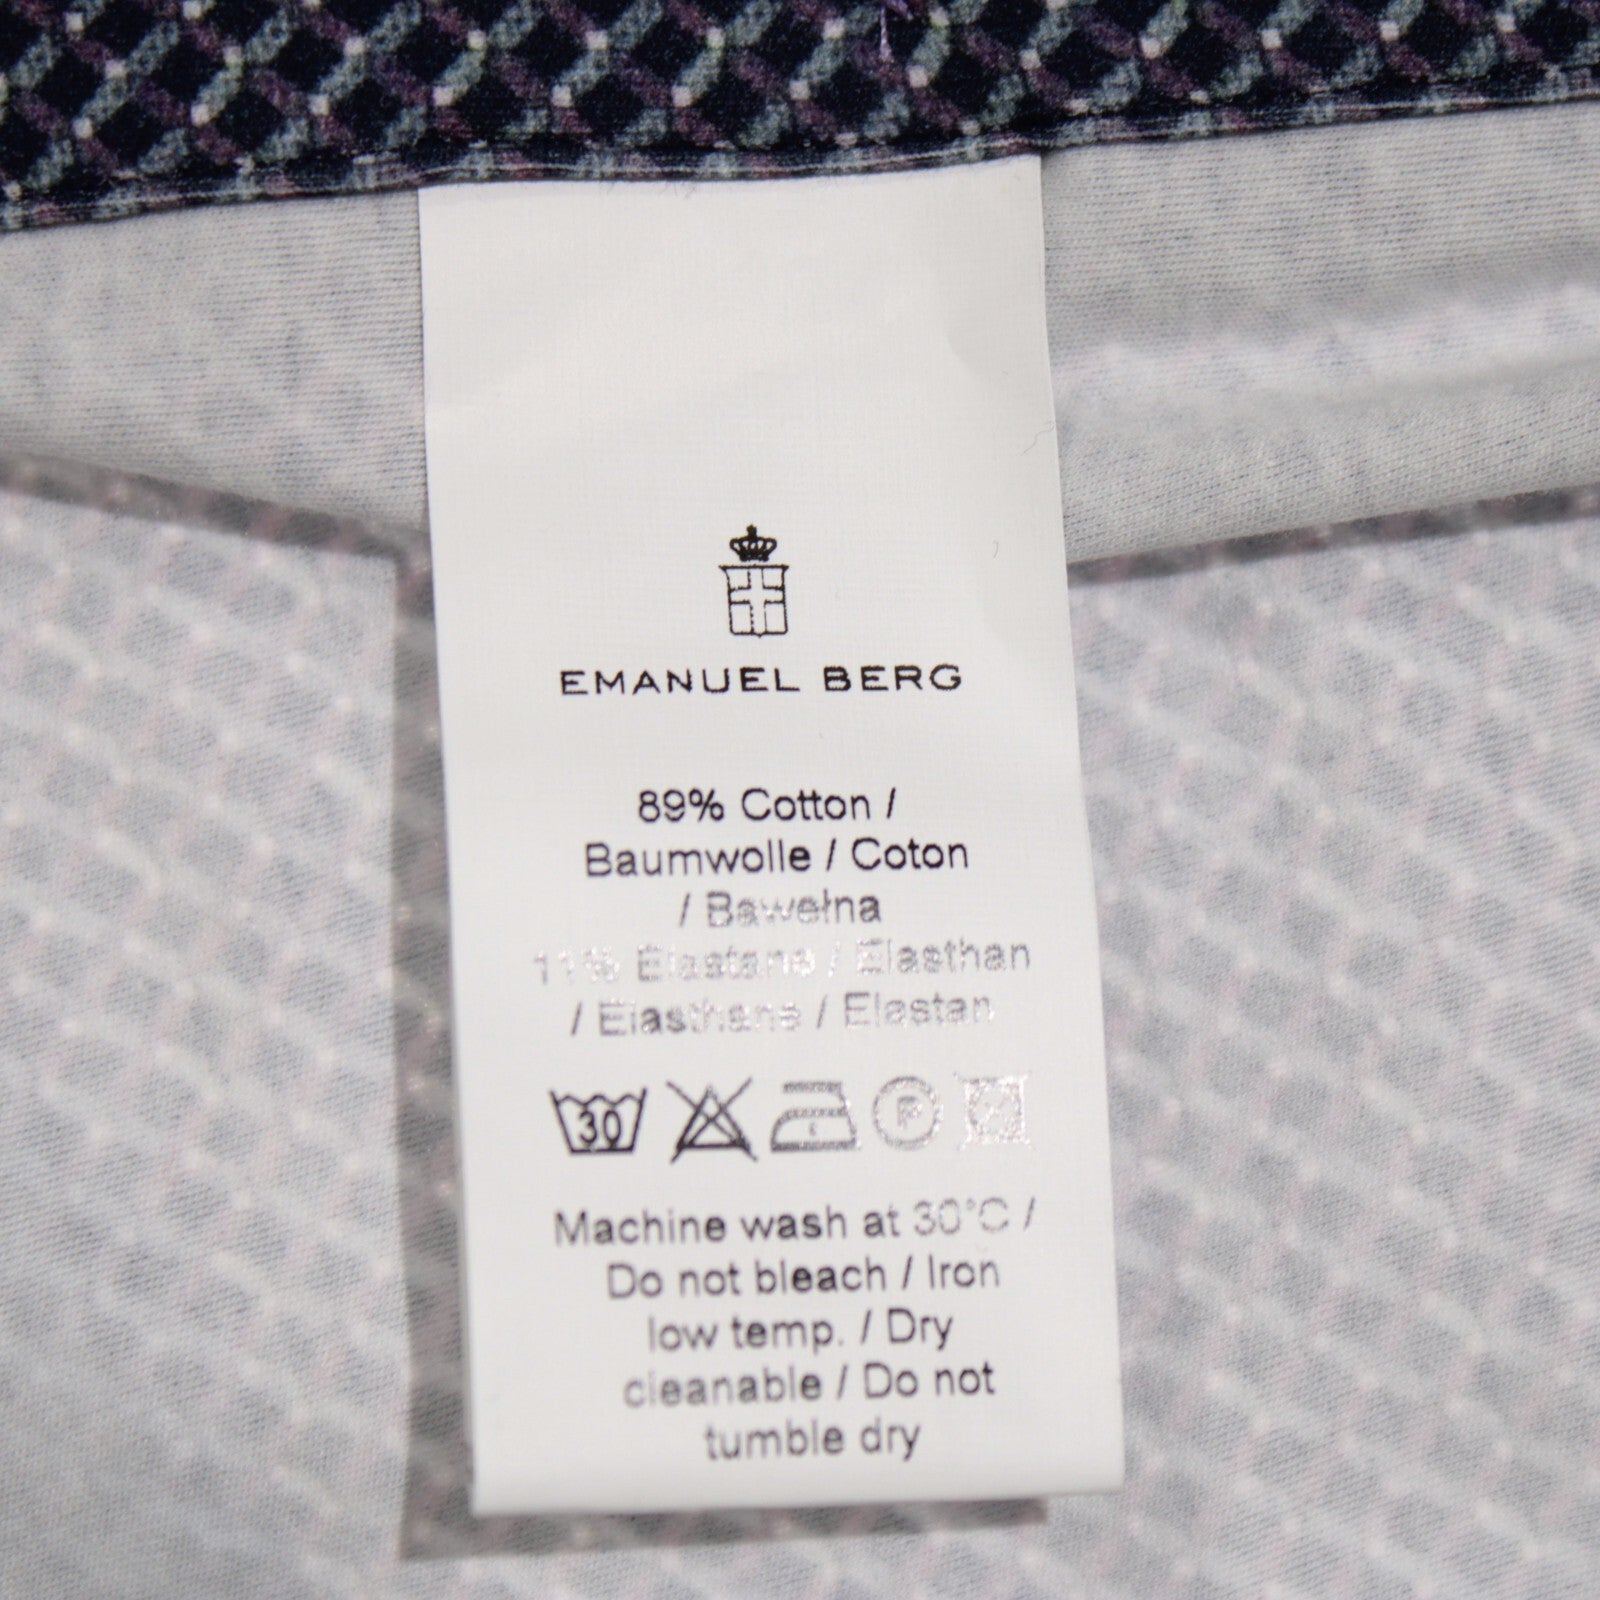 EMANUEL BERG
89% Cotton /
Baumwolle / Coton
/ Bawełna
11% Elastane / Elasthan
/ Elasthane / Elastan
30 P
Machine wash at 30°C /
Do not bleach / Iron
low temp. / Dry
cleanable / Do not
tumble dry